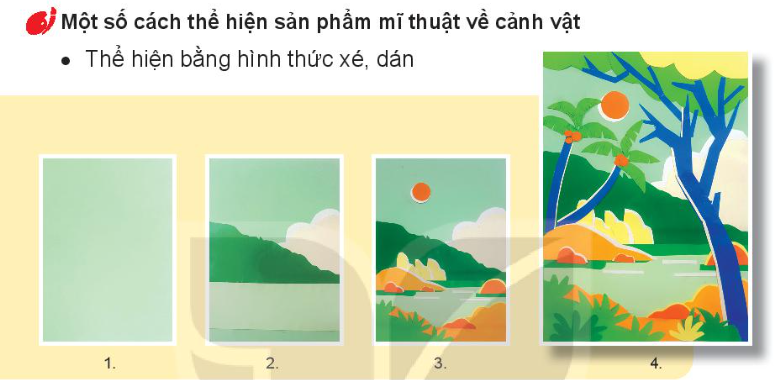 Một số cách thể hiện sản phẩm mĩ thuật về cảnh vật
● Thể hiện bằng hình thức xé, dán
1.
2.
3.
4.